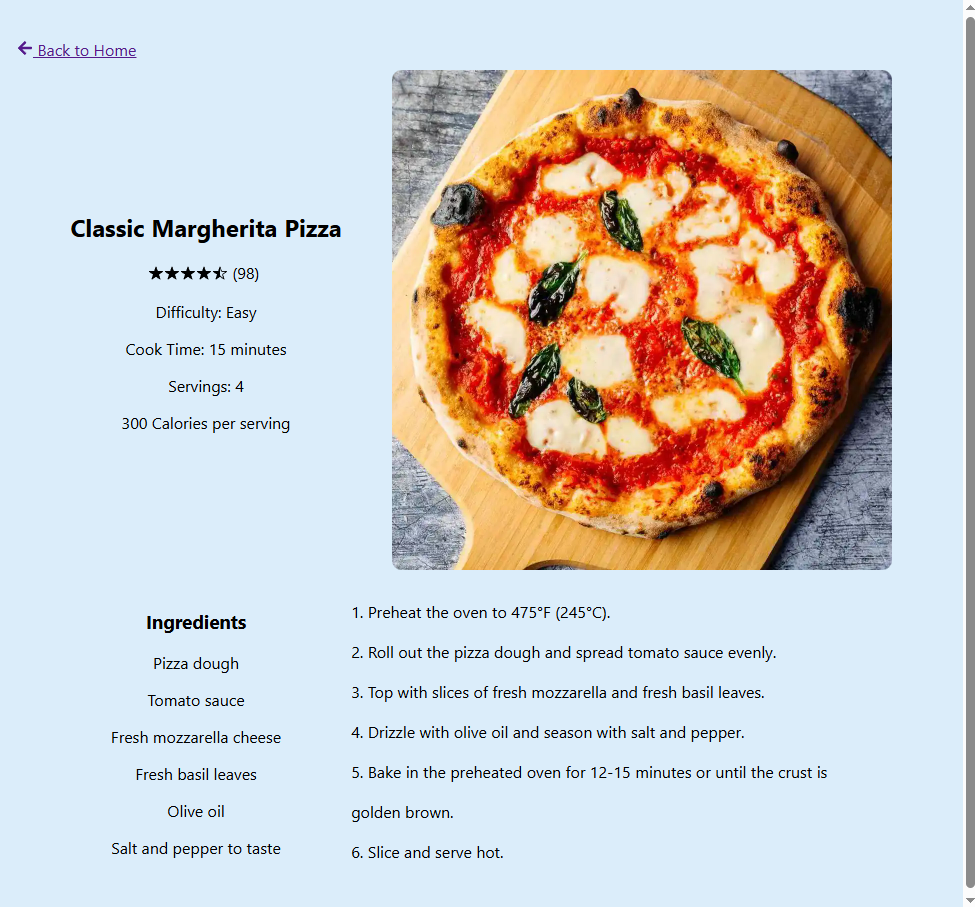 Back to Home
Classic Margherita Pizza
★★★★⯪ (98)
Difficulty: Easy
Cook Time: 15 minutes
Servings: 4
300 Calories per serving
Ingredients
Pizza dough
Tomato sauce
Fresh mozzarella cheese
Fresh basil leaves
Olive oil
Salt and pepper to taste
1. Preheat the oven to 475°F (245°C).
2. Roll out the pizza dough and spread tomato sauce evenly.
3. Top with slices of fresh mozzarella and fresh basil leaves.
4. Drizzle with olive oil and season with salt and pepper.
5. Bake in the preheated oven for 12-15 minutes or until the crust is
golden brown.
6. Slice and serve hot.